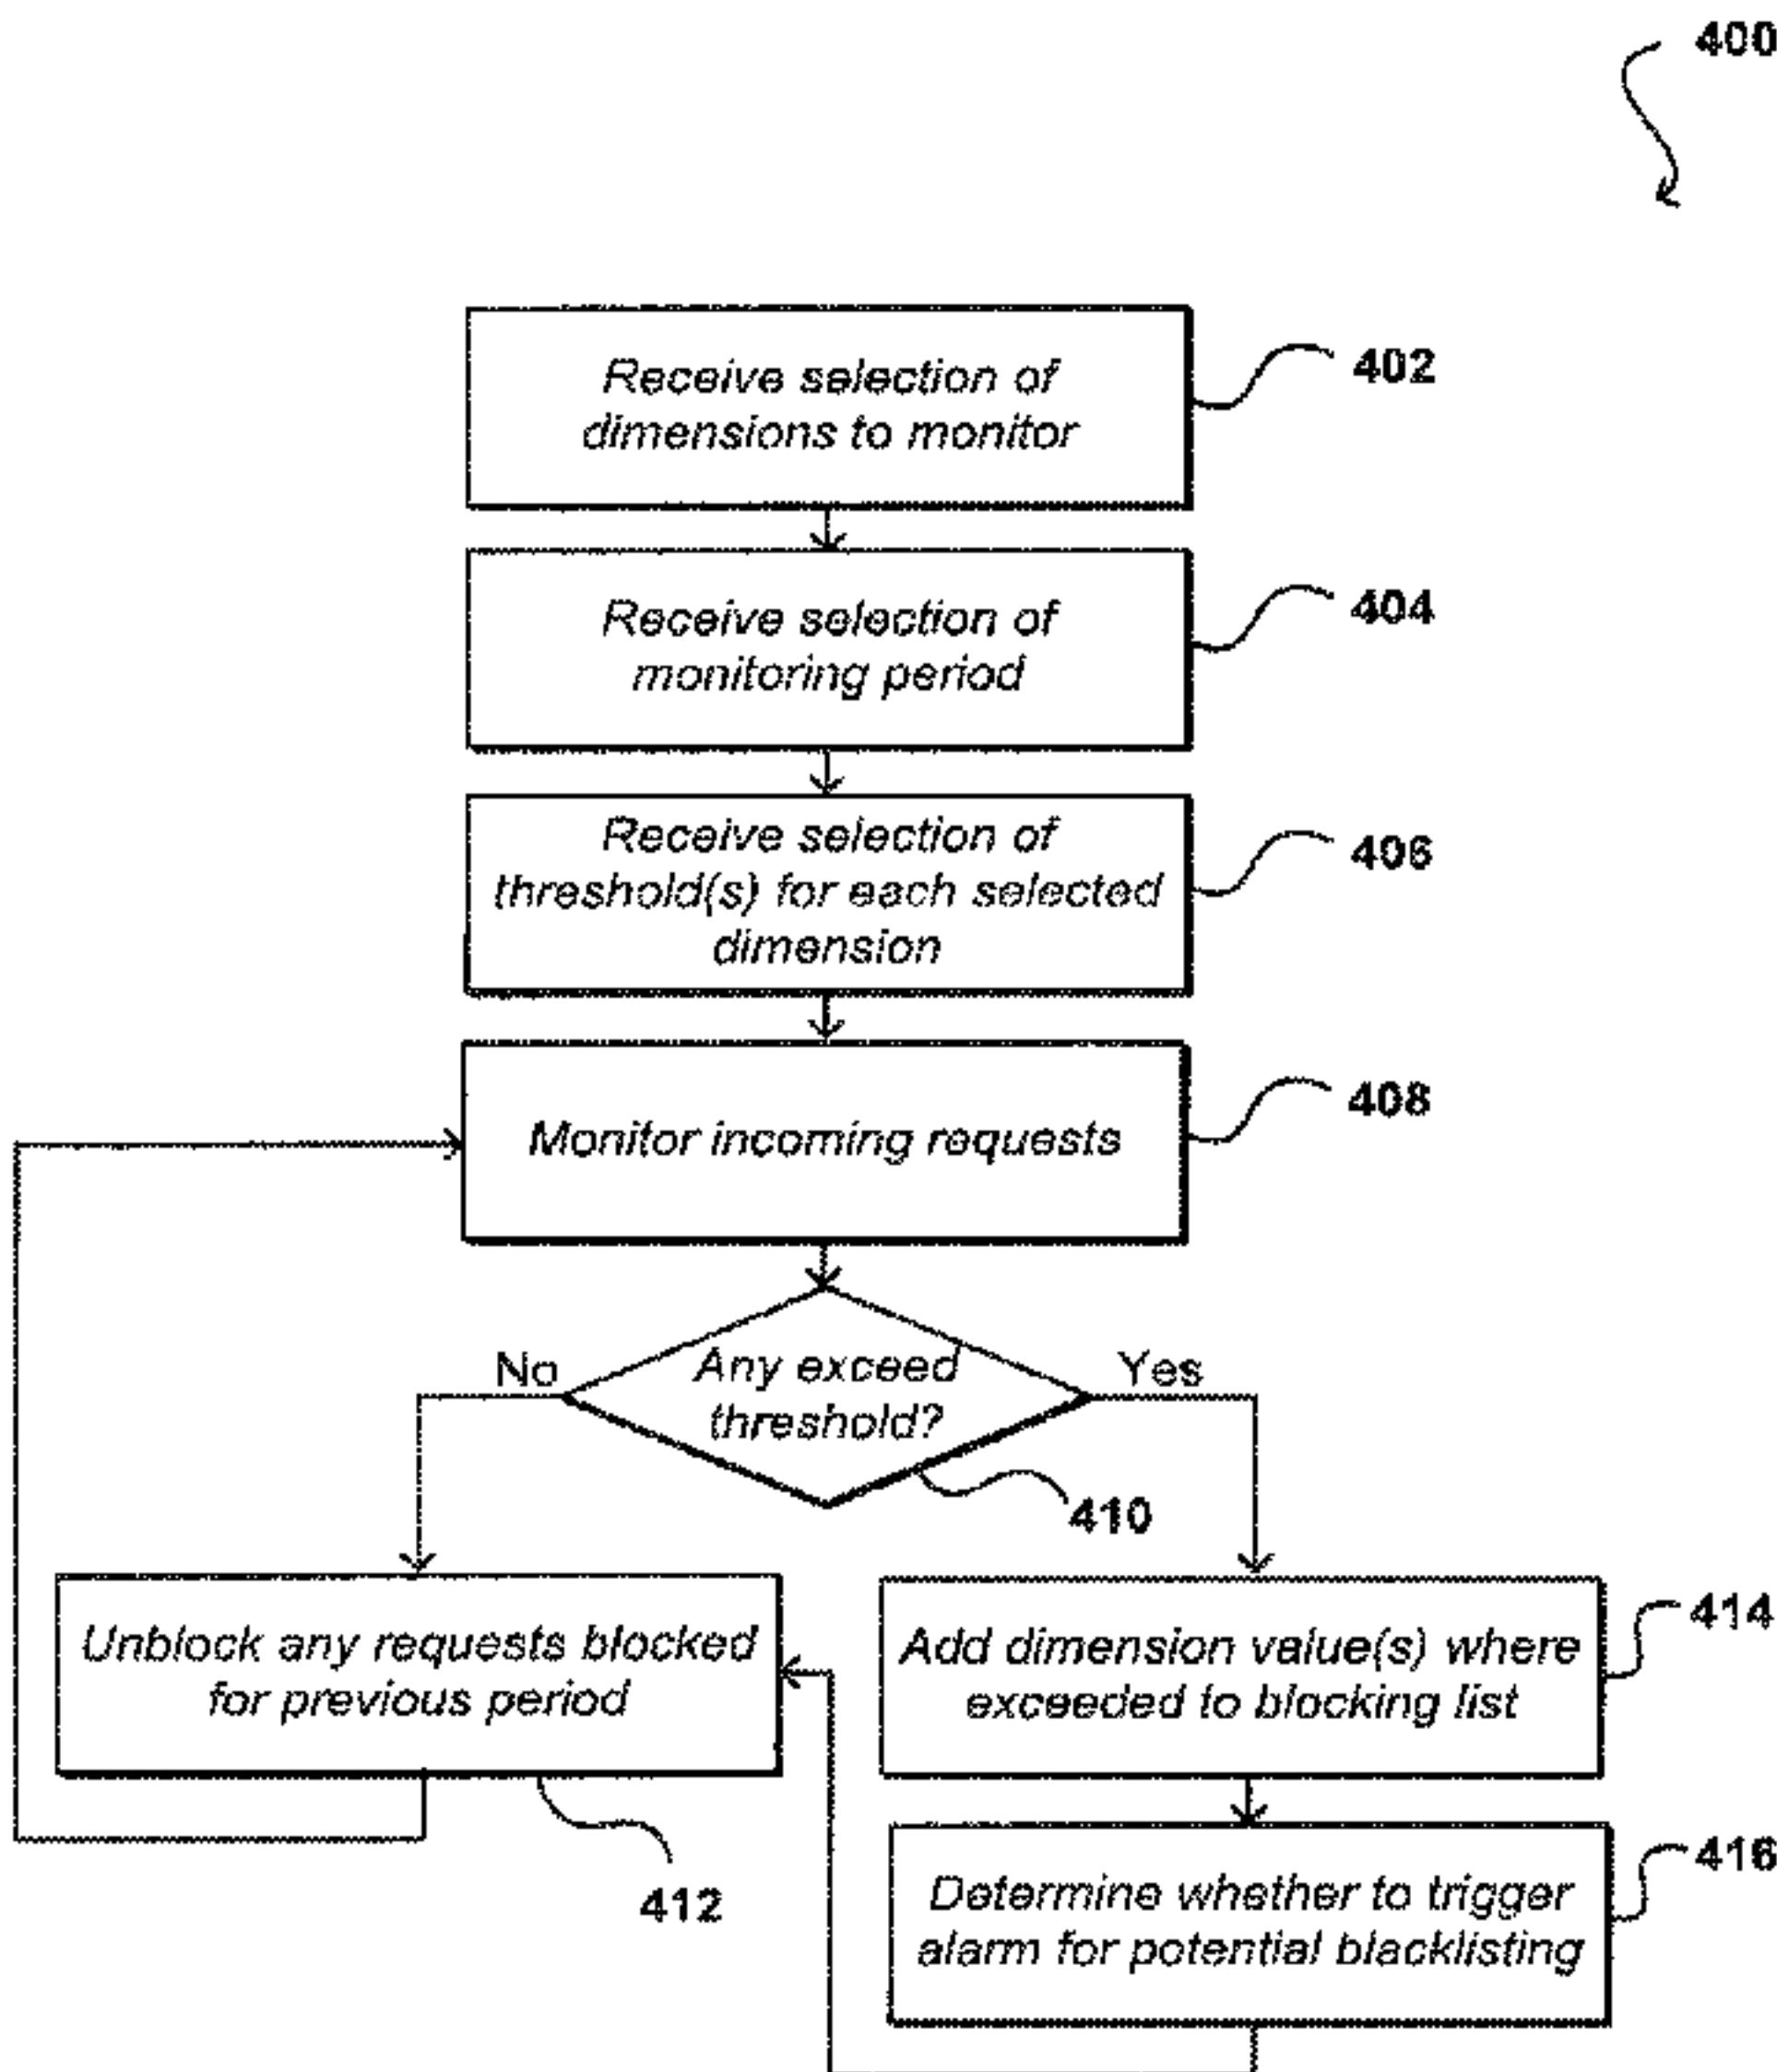 400
Receive selection of
dimensions to monitor
402
Receive selection of
monitoring period
404
Receive selection of
threshold(s) for each selected
dimension
406
Monitor incoming requests
408
No
Any exceed
threshold?
Yes
410
Unblock any requests blocked
for previous period
412
Add dimension value(s) where
exceeded to blocking list
414
Determine whether to trigger
alarm for potential blacklisting
416